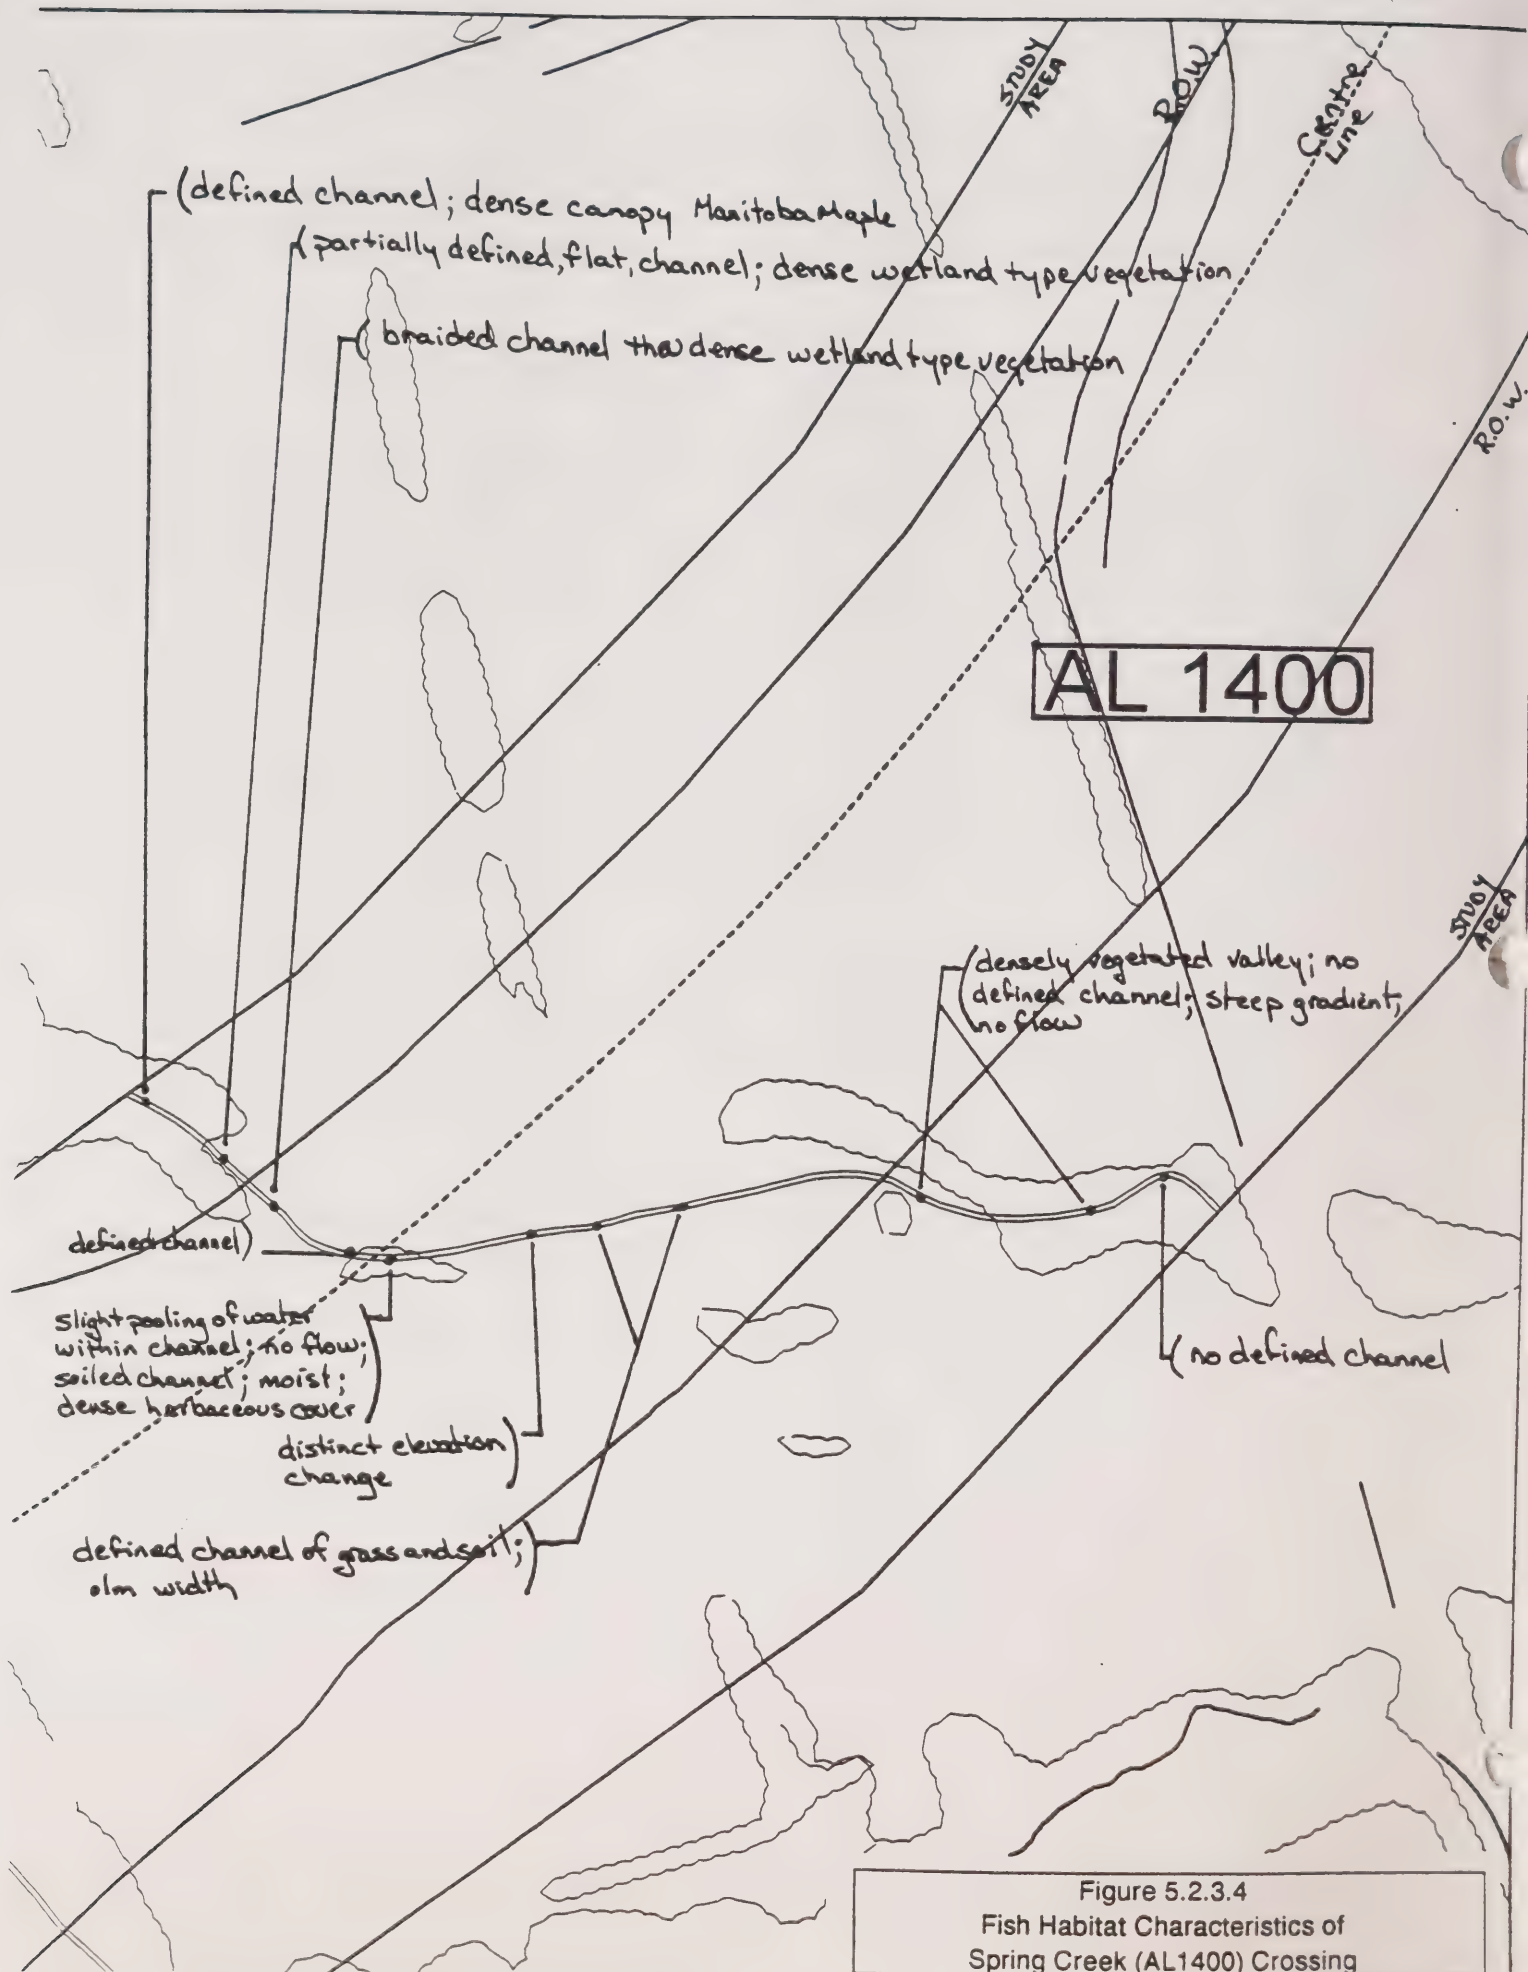 STUDY
AREA
R.O.W.
Centre
Line
(defined channel; dense canopy Manitoba Maple
(partially defined, flat, channel; dense wetland type vegetation
(braided channel thru dense wetland type vegetation
R.O.W.
AL 1400
STUDY
AREA
(densely vegetated valley; no
defined channel; steep gradient;
no flow
defined channel)
slight pooling of water
within channel; no flow;
soiled channel; moist;
dense herbaceous cover
(no defined channel
distinct elevation
change
defined channel of grass and soil;
width
Figure 5.2.3.4
Fish Habitat Characteristics of
Spring Creek (AL1400) Crossing